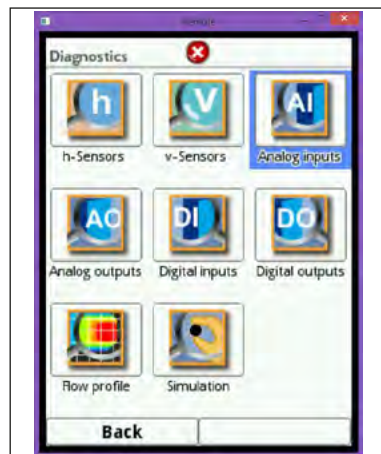 Diagnostics
h
V
AI
h-Sensors
v-Sensors
Analog inputs
AO
DI
DO
Analog outputs
Digital inputs
Digital outputs
Flow profile
Simulation
Back